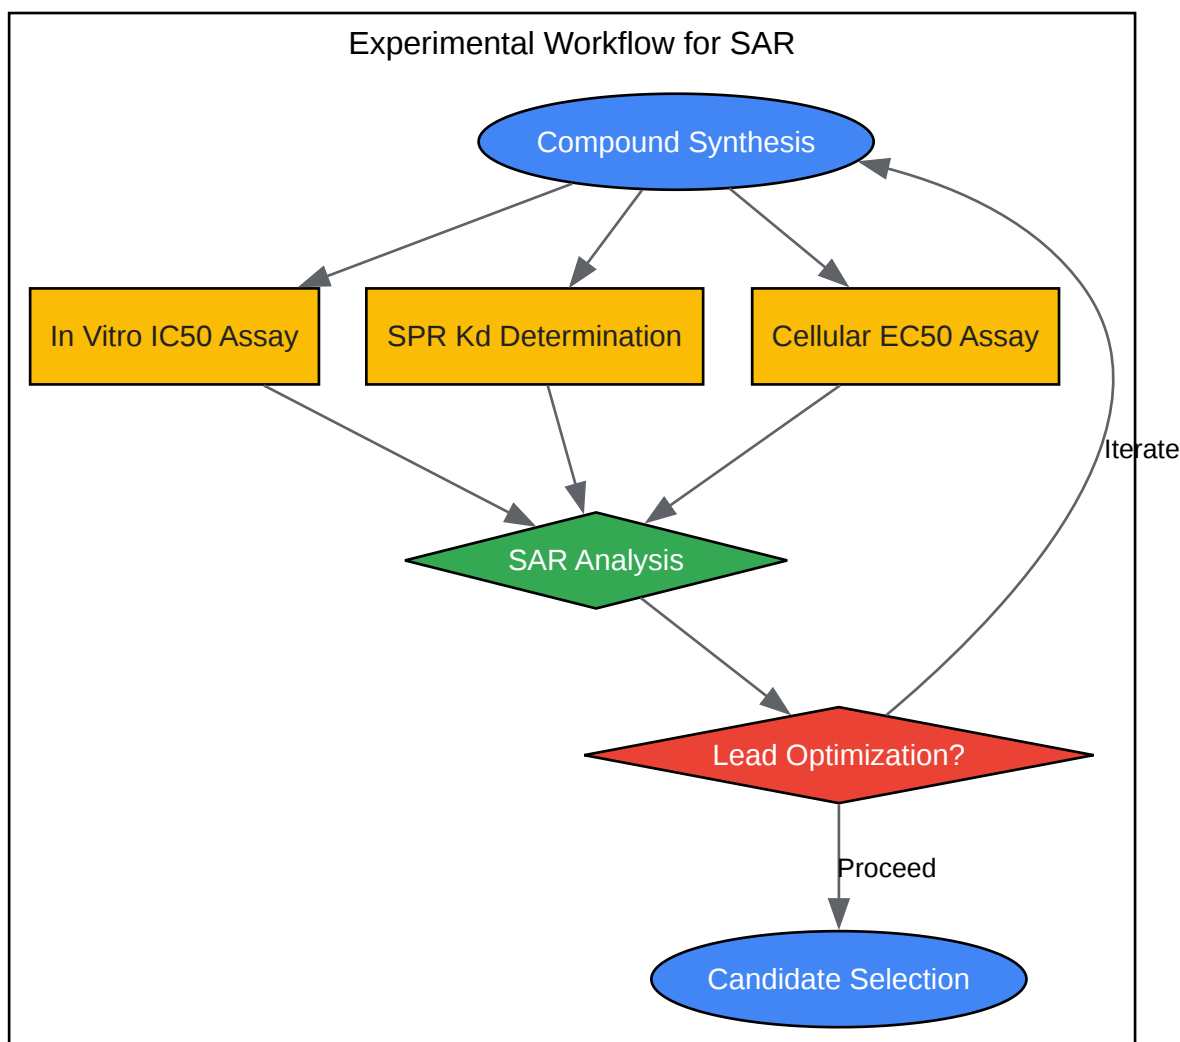 Experimental Workflow for SAR
Compound Synthesis
In Vitro IC50 Assay
SPR Kd Determination
Cellular EC50 Assay
Iterate
SAR Analysis
Lead Optimization?
Proceed
Candidate Selection